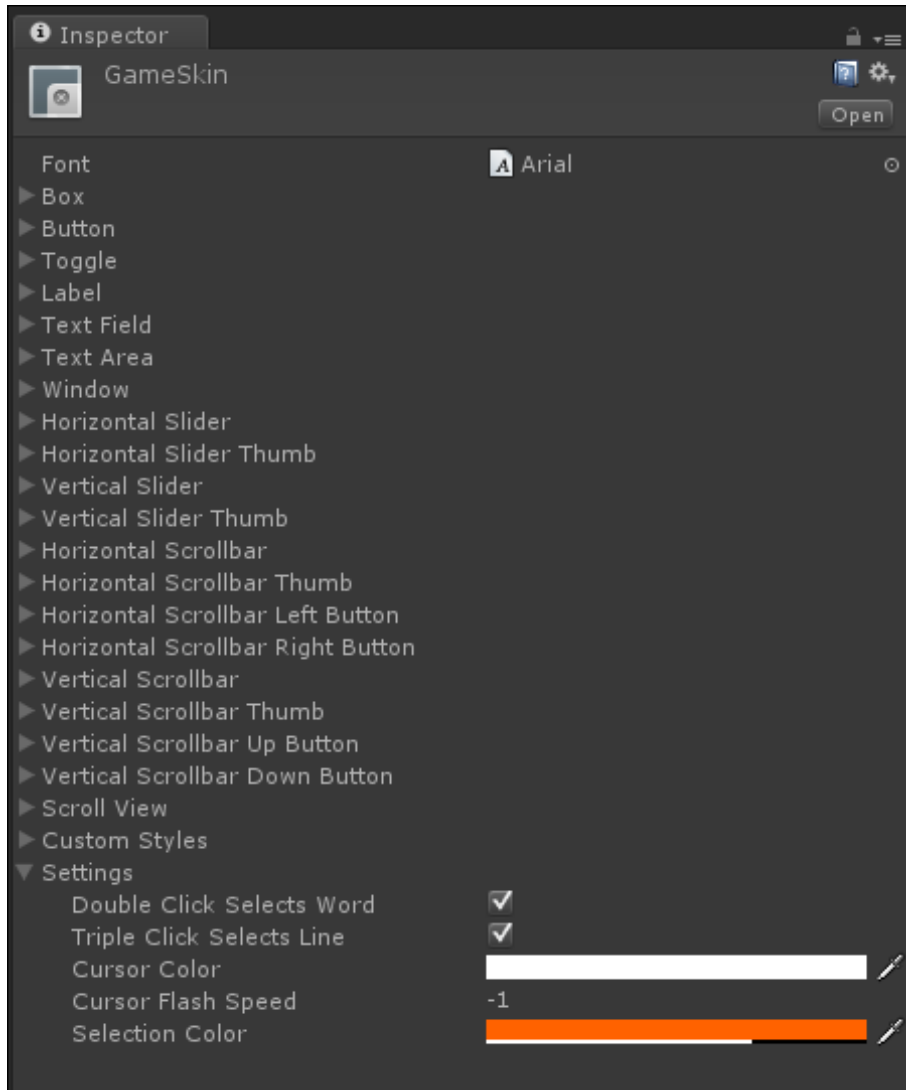 Inspector
GameSkin
Open
Font Arial
Box
Button
Toggle
Label
Text Field
Text Area
Window
Horizontal Slider
Horizontal Slider Thumb
Vertical Slider
Vertical Slider Thumb
Horizontal Scrollbar
Horizontal Scrollbar Thumb
Horizontal Scrollbar Left Button
Horizontal Scrollbar Right Button
Vertical Scrollbar
Vertical Scrollbar Thumb
Vertical Scrollbar Up Button
Vertical Scrollbar Down Button
Scroll View
Custom Styles
Settings
Double Click Selects Word
Triple Click Selects Line
Cursor Color
Cursor Flash Speed -1
Selection Color